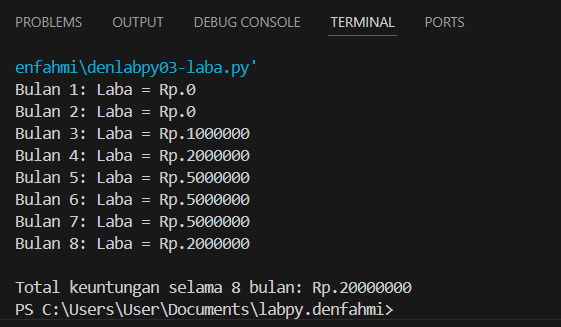 PROBLEMS OUTPUT DEBUG CONSOLE TERMINAL PORTS
enfahmi\denlabpy03-laba.py'
Bulan 1: Laba = Rp.0
Bulan 2: Laba = Rp.0
Bulan 3: Laba = Rp.1000000
Bulan 4: Laba = Rp.2000000
Bulan 5: Laba = Rp.5000000
Bulan 6: Laba = Rp.5000000
Bulan 7: Laba = Rp.5000000
Bulan 8: Laba = Rp.2000000
Total keuntungan selama 8 bulan: Rp.20000000
PS C:\Users\User\Documents\labpy.denfahmi>